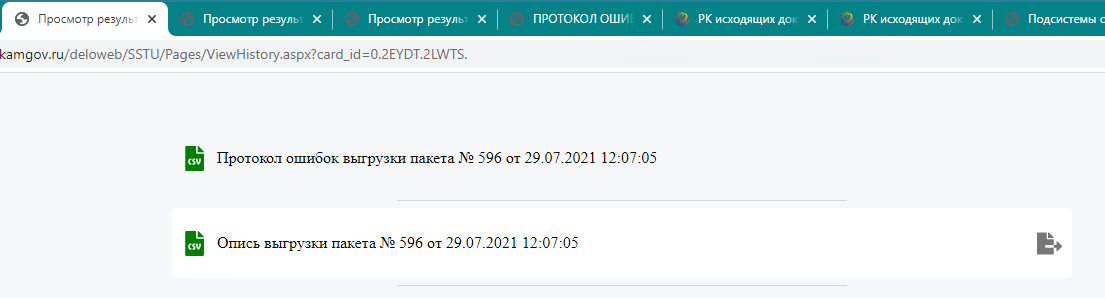 Просмотр результ
Просмотр результ
Просмотр результ
ПРОТОКОЛ ОШИБ
РК исходящих док
РК исходящих док
Подсистемы о
kamgov.ru/deloweb/SSTU/Pages/ViewHistory.aspx?card_id=0.2EYDT.2LWTS.
CSV Протокол ошибок выгрузки пакета № 596 от 29.07.2021 12:07:05
CSV Опись выгрузки пакета № 596 от 29.07.2021 12:07:05